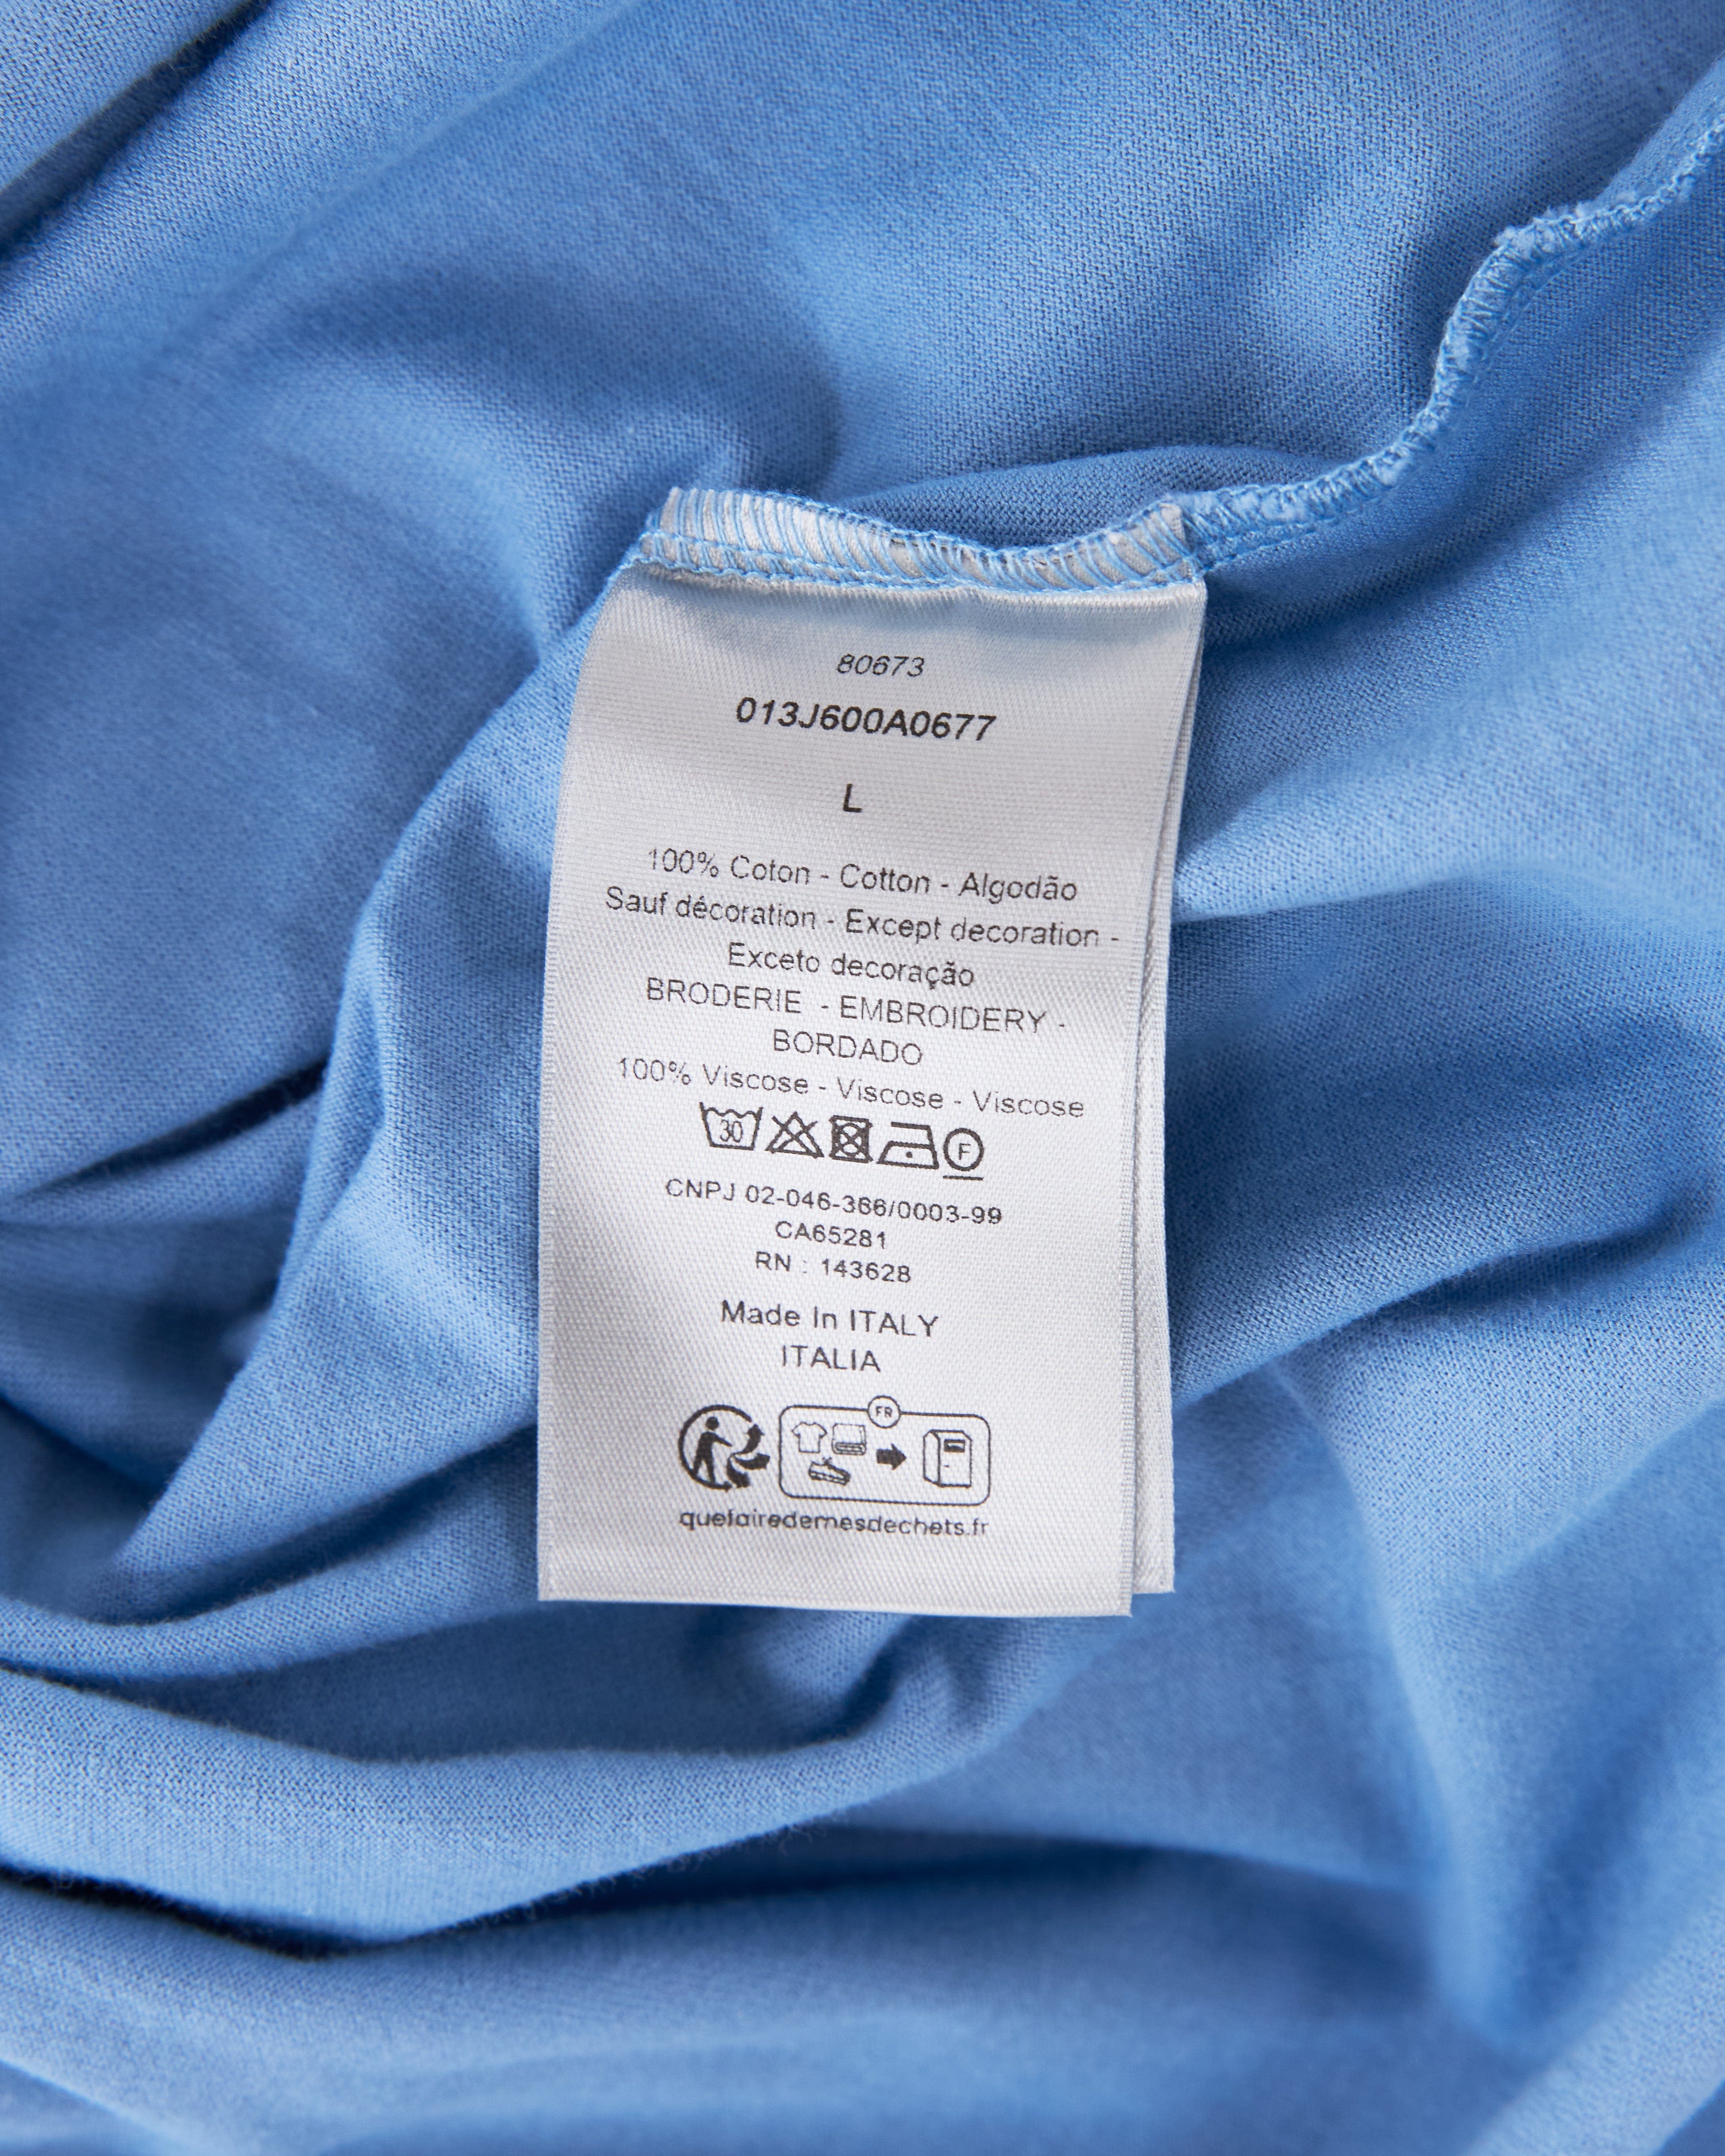 80673
013J600A0677
L
100% Coton - Cotton - Algodão
Sauf décoration - Except decoration -
Exceto decoração
BRODERIE - EMBROIDERY -
BORDADO
100% Viscose - Viscose - Viscose
30 F
CNPJ 02-046-366/0003-99
CA65281
RN : 143628
Made In ITALY
ITALIA
FR
quefairedemesdechets.fr